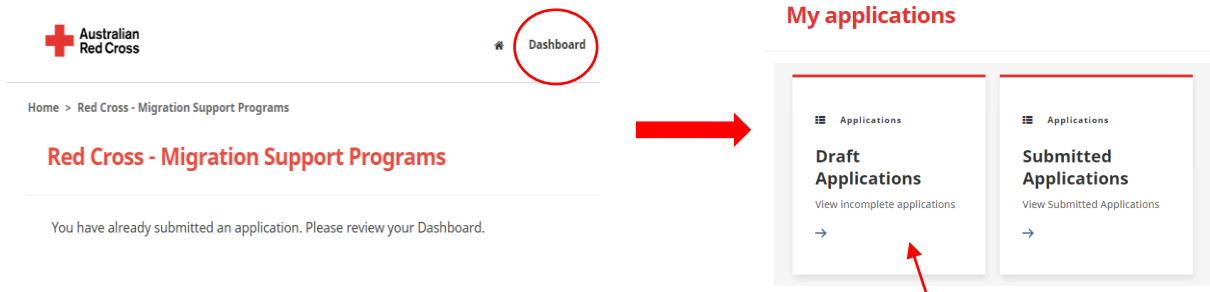 Australian
Red Cross
Dashboard
Home > Red Cross - Migration Support Programs
Red Cross - Migration Support Programs
You have already submitted an application. Please review your Dashboard.
My applications
Applications
Draft
Applications
View incomplete applications
Applications
Submitted
Applications
View Submitted Applications